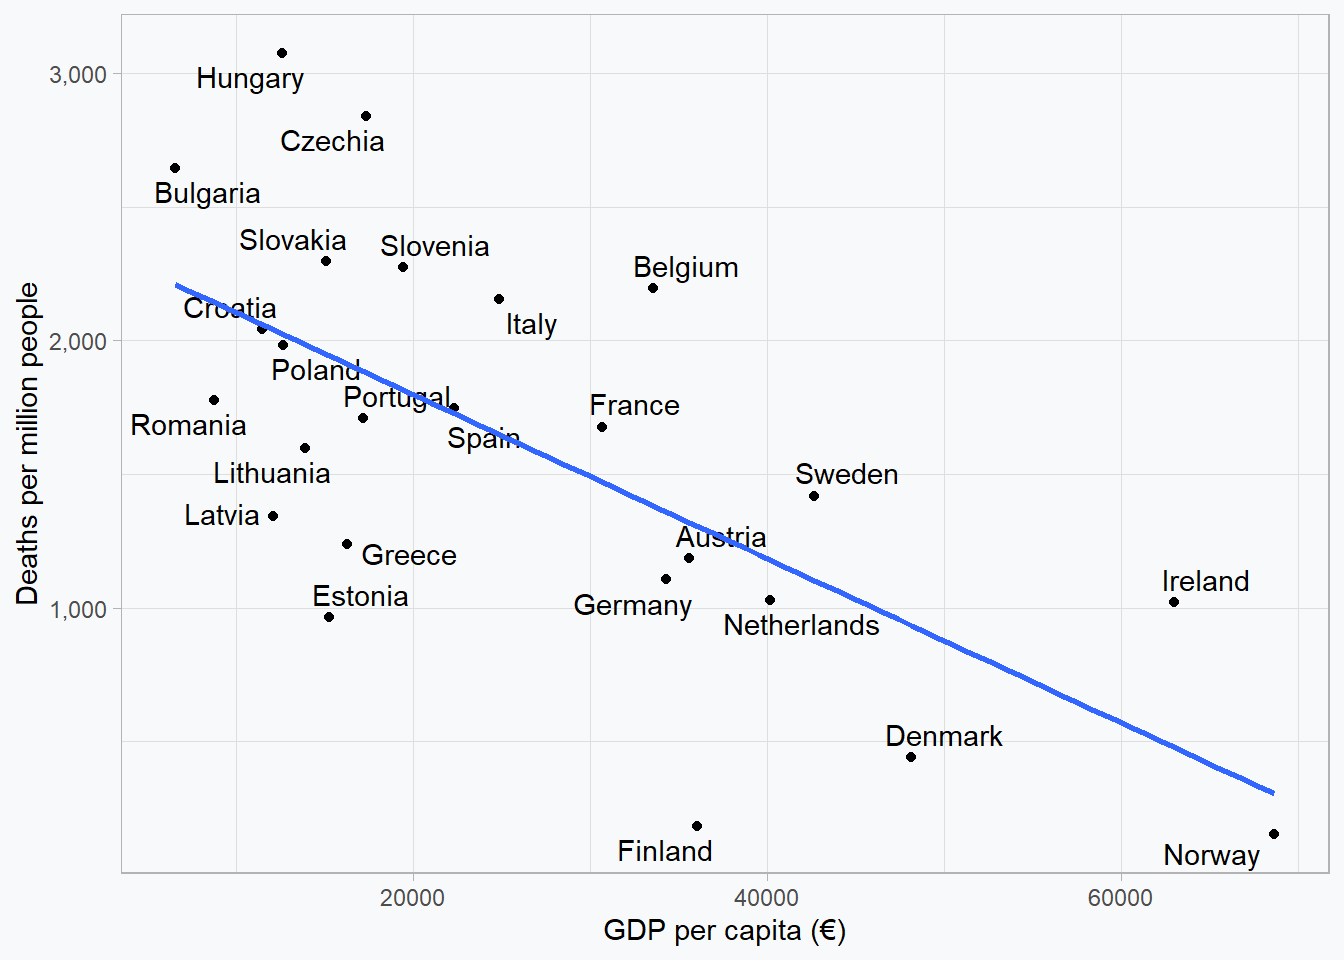 3,000
2,000
1,000
Deaths per million people
Hungary
Czechia
Bulgaria
Slovakia
Slovenia
Belgium
Croatia
Italy
Poland
Portugal
France
Romania
Spain
Lithuania
Sweden
Latvia
Austria
Greece
Estonia
Germany
Netherlands
Ireland
Denmark
Finland
Norway
20000
40000
60000
GDP per capita (€)